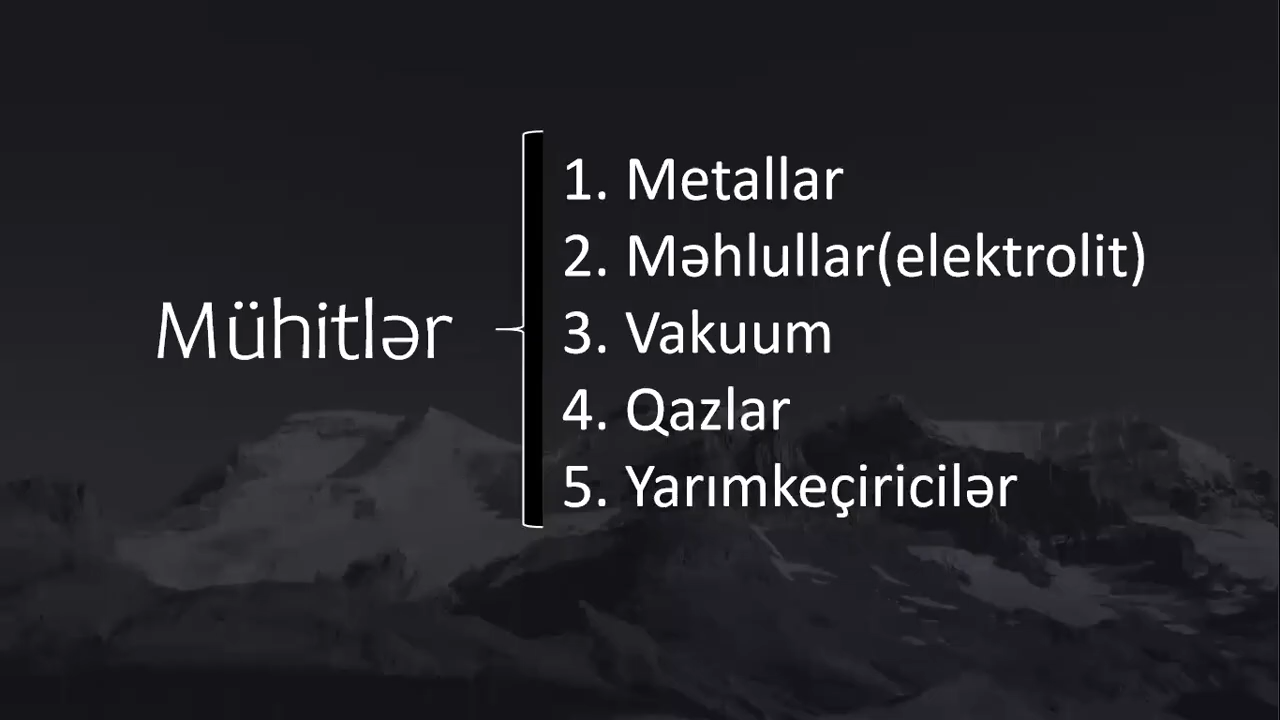 Mühitlər
1. Metallar
2. Məhlullar(elektrolit)
3. Vakuum
4. Qazlar
5. Yarımkeçiricilər